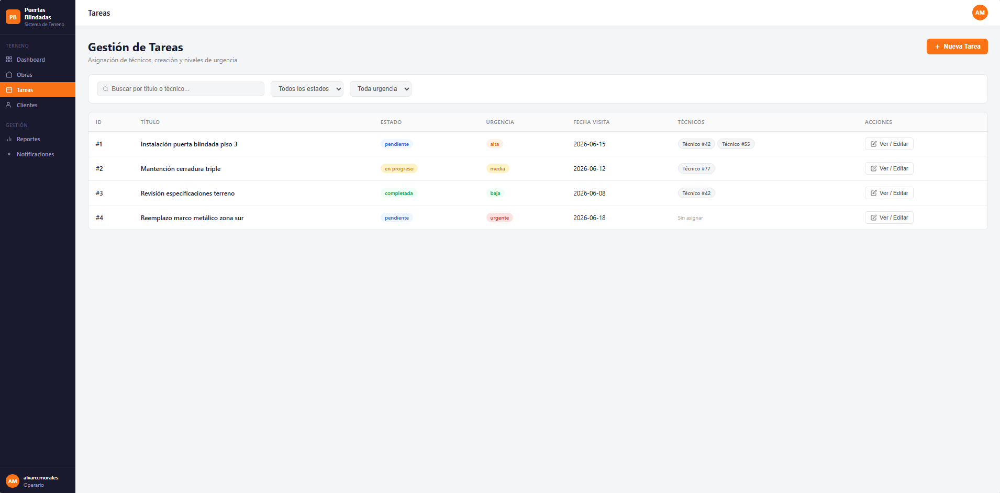 PB
Puertas
Blindadas
Sistema de Terreno
TERRENO
Dashboard
Obras
Tareas
Clientes
GESTIÓN
Reportes
Notificaciones
AM
alvaro.morales
Operario
Tareas
AM
Gestión de Tareas
Asignación de técnicos, creación y niveles de urgencia
+ Nueva Tarea
Buscar por título o técnico...
Todos los estados
Toda urgencia
ID TÍTULO ESTADO URGENCIA FECHA VISITA TÉCNICOS ACCIONES
#1 Instalación puerta blindada piso 3 pendiente alta 2026-06-15 Técnico #42 Técnico #55 Ver / Editar
#2 Mantención cerradura triple en progreso media 2026-06-12 Técnico #77 Ver / Editar
#3 Revisión especificaciones terreno completada baja 2026-06-08 Técnico #42 Ver / Editar
#4 Reemplazo marco metálico zona sur pendiente urgente 2026-06-18 Sin asignar Ver / Editar